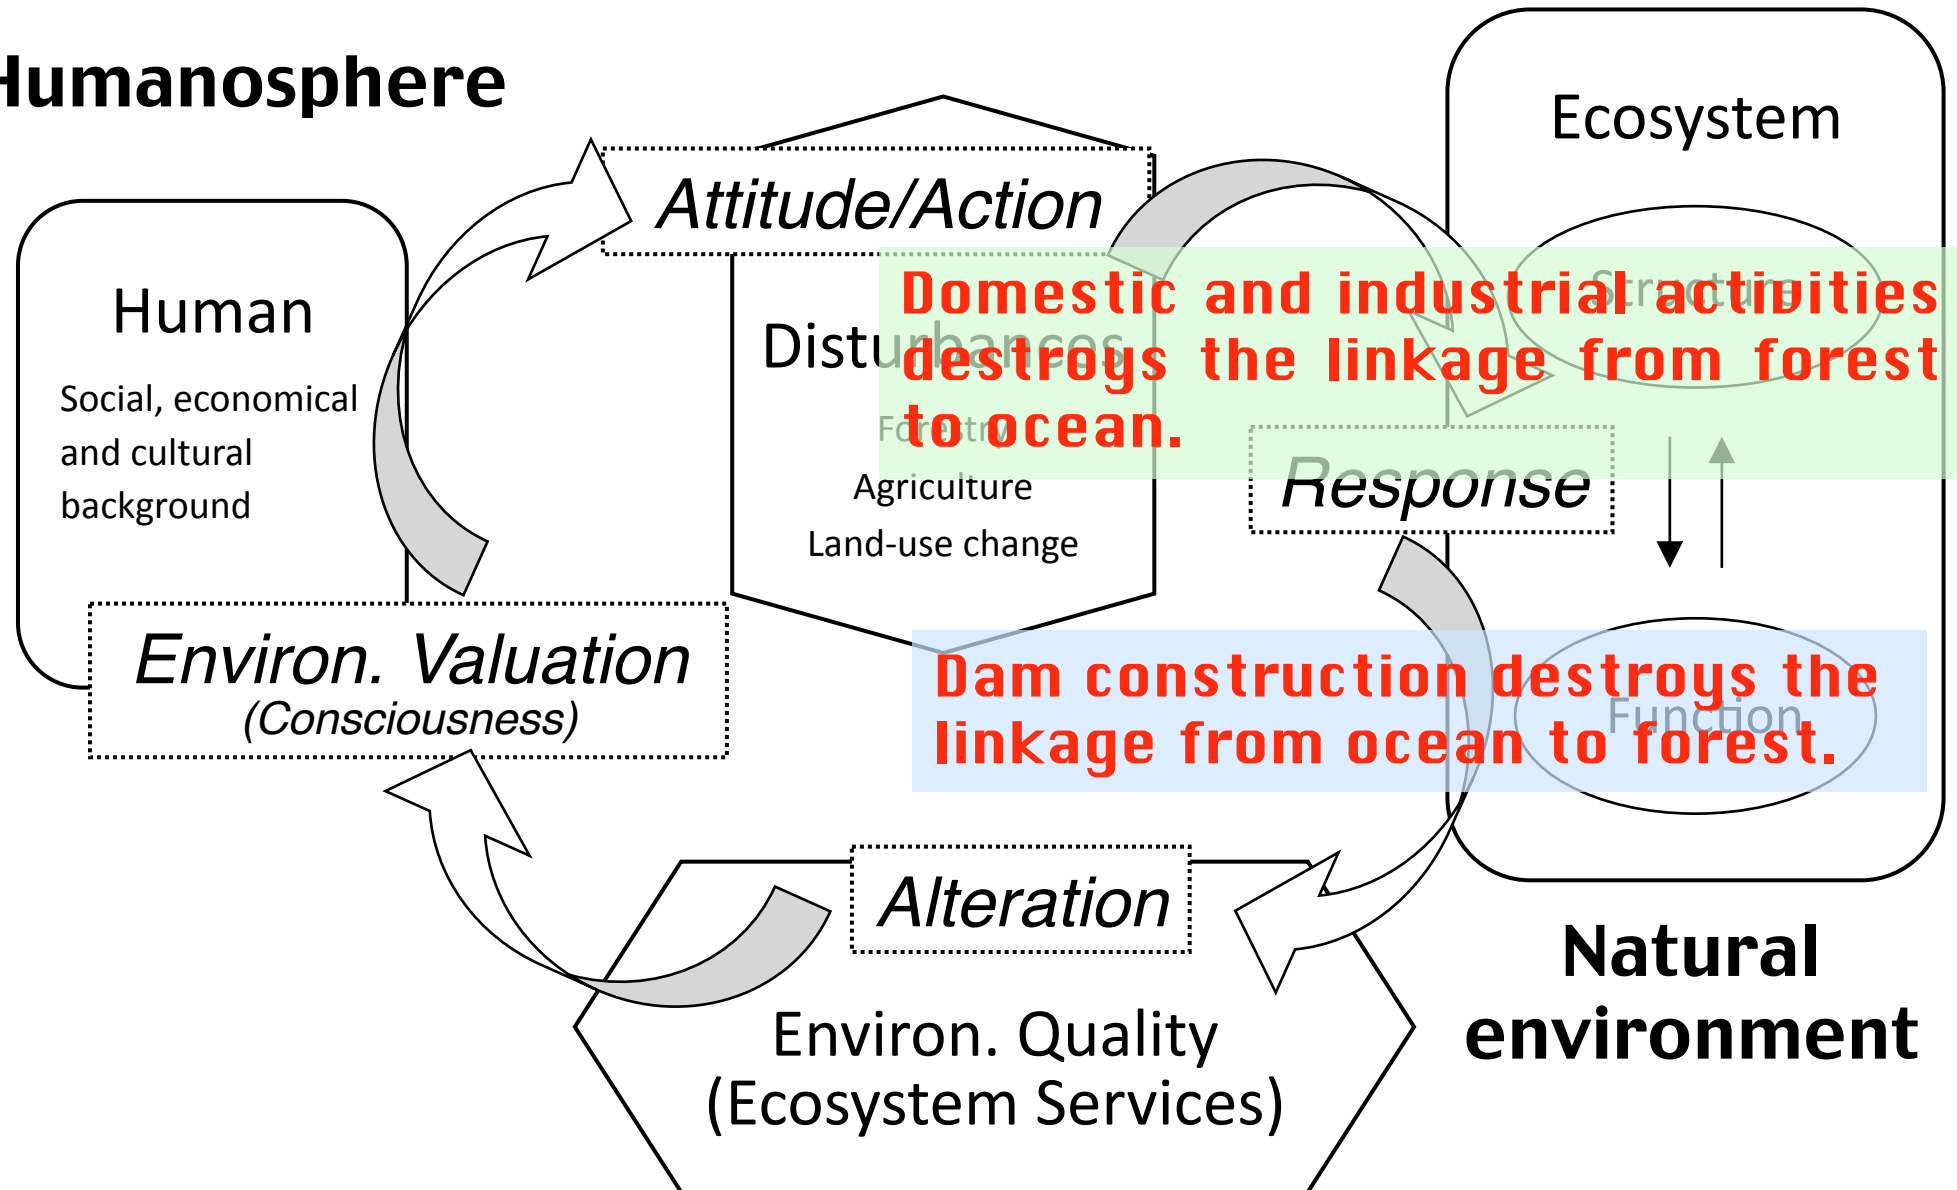 Humanosphere
Ecosystem
Attitude/Action
Human
Social, economical
and cultural
background
Disturbances
Forestry
Agriculture
Land-use change
Structure
Domestic and industrial activities
destroys the linkage from forest
to ocean.
Response
Environ. Valuation
(Consciousness)
Dam construction destroys the
linkage from ocean to forest.
Function
Alteration
Environ. Quality
(Ecosystem Services)
Natural
environment